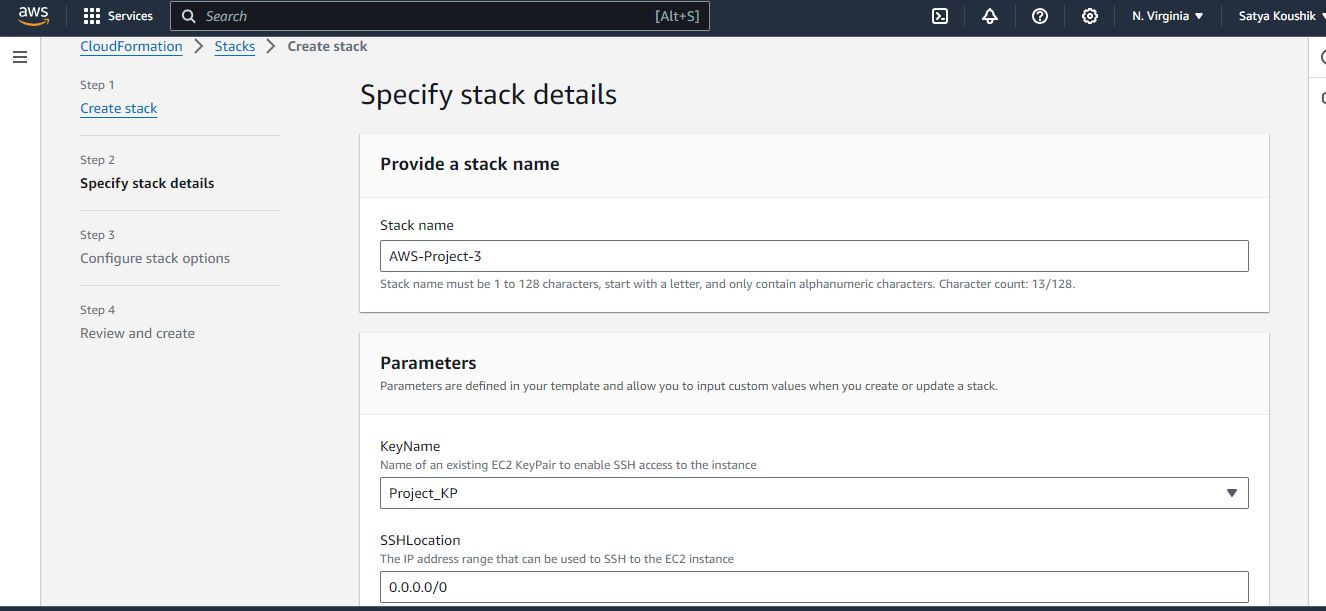 aws
Services
Search
[Alt+S]
N. Virginia
Satya Koushik
CloudFormation
Stacks
Create stack
Step 1
Create stack
Step 2
Specify stack details
Step 3
Configure stack options
Step 4
Review and create
Specify stack details
Provide a stack name
Stack name
AWS-Project-3
Stack name must be 1 to 128 characters, start with a letter, and only contain alphanumeric characters. Character count: 13/128.
Parameters
Parameters are defined in your template and allow you to input custom values when you create or update a stack.
KeyName
Name of an existing EC2 KeyPair to enable SSH access to the instance
Project_KP
SSHLocation
The IP address range that can be used to SSH to the EC2 instance
0.0.0.0/0